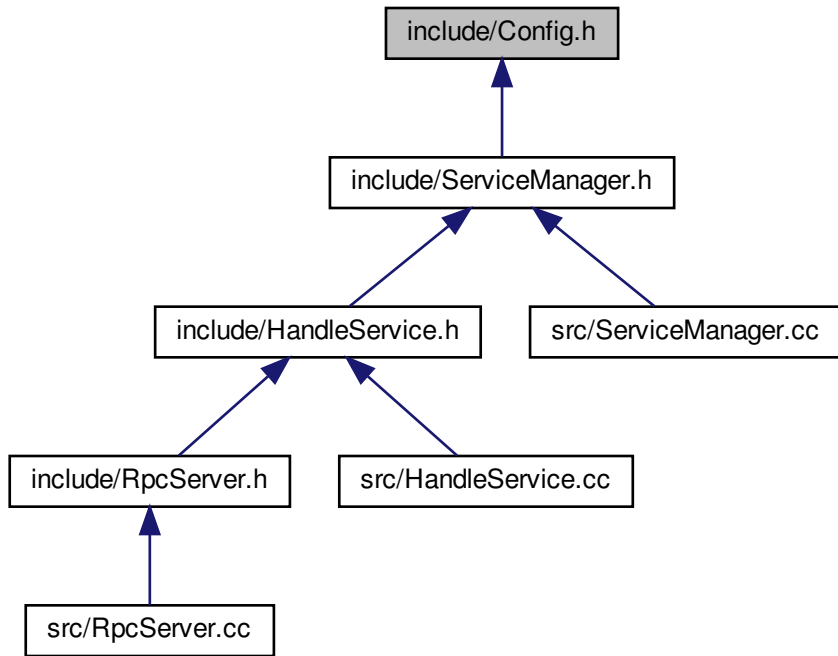 include/Config.h
include/ServiceManager.h
include/HandleService.h
src/ServiceManager.cc
include/RpcServer.h
src/HandleService.cc
src/RpcServer.cc